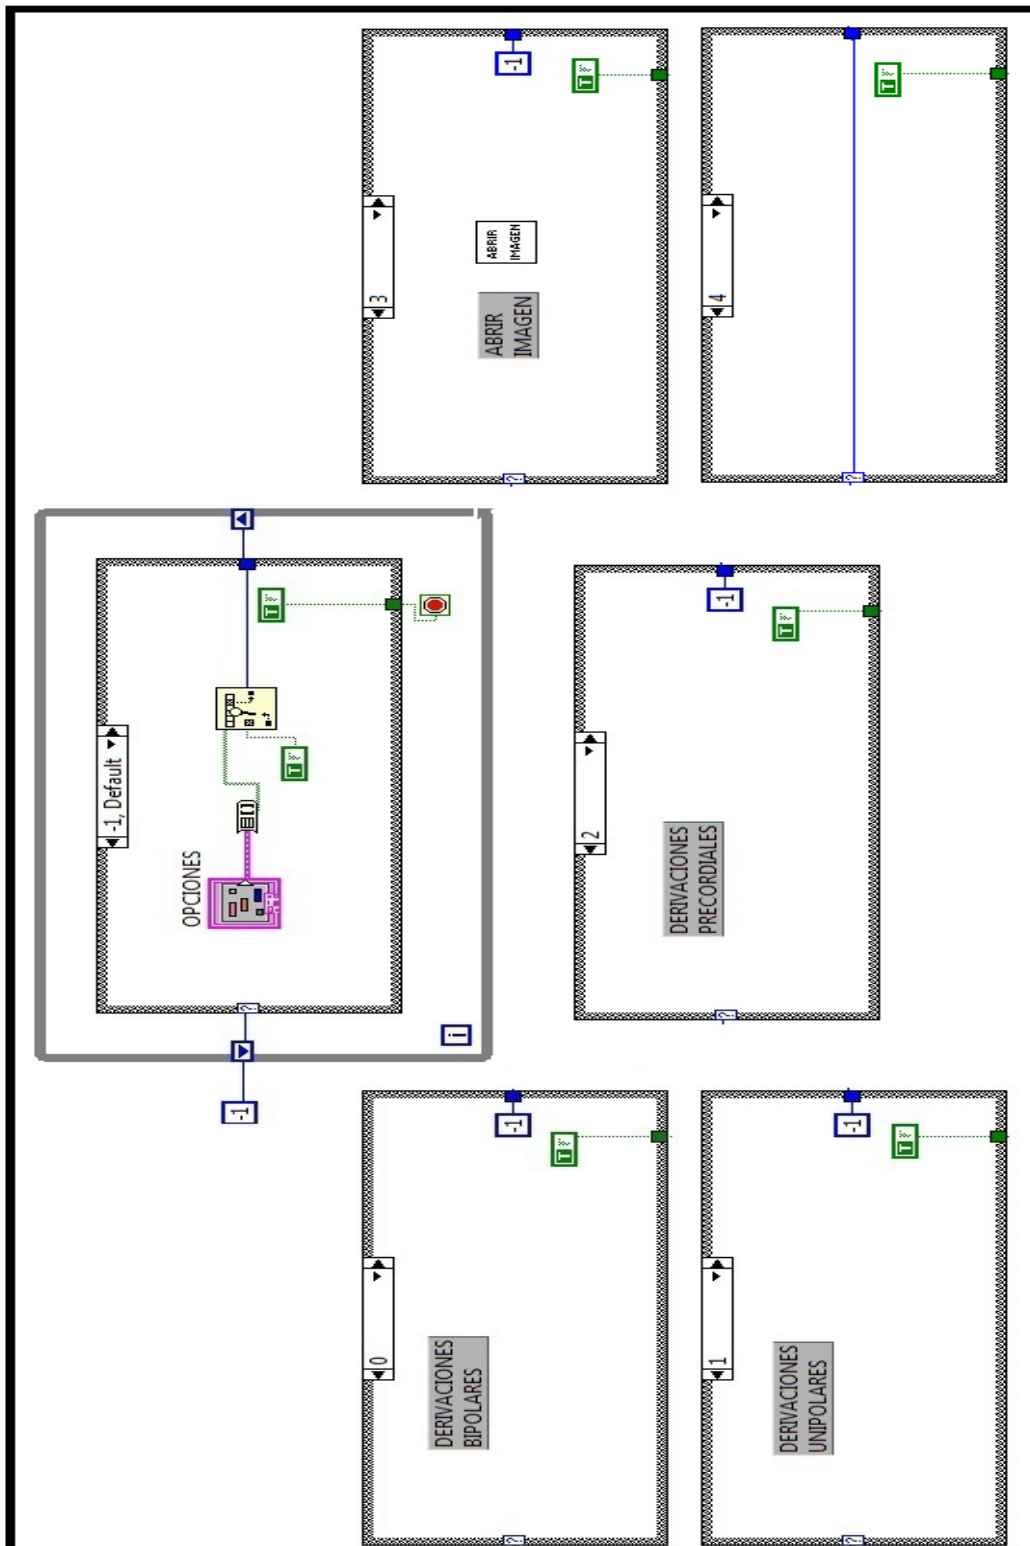 -1
-1, Default
OPCIONES
T
T
i
0
DERIVACIONES
BIPOLARES
-1
T
?
1
DERIVACIONES
UNIPOLARES
-1
T
?
2
DERIVACIONES
PRECORDIALES
-1
T
?
3
ABRIR
IMAGEN
ABRIR
IMAGEN
-1
T
?
4
T
?
?